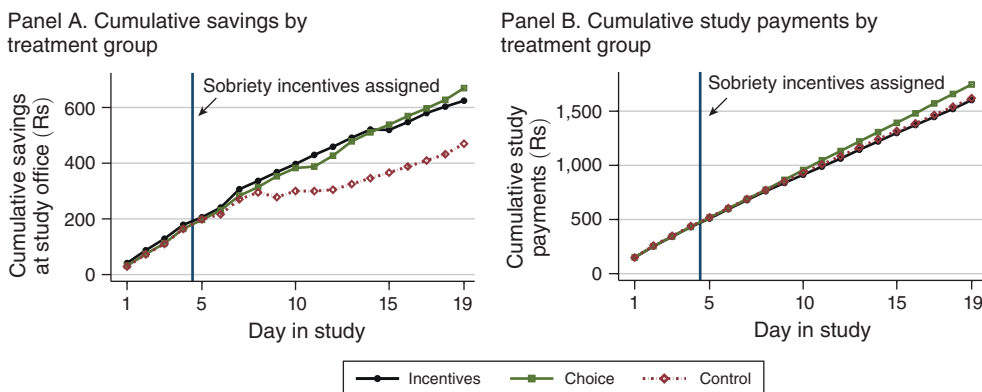 Panel A. Cumulative savings by
treatment group
Sobriety incentives assigned
Cumulative savings
at study office (Rs)
600
400
200
0
1
5
10
15
19
Day in study
Panel B. Cumulative study payments by
treatment group
Sobriety incentives assigned
Cumulative study
payments (Rs)
1,500
1,000
500
0
1
5
10
15
19
Day in study
Incentives
Choice
Control